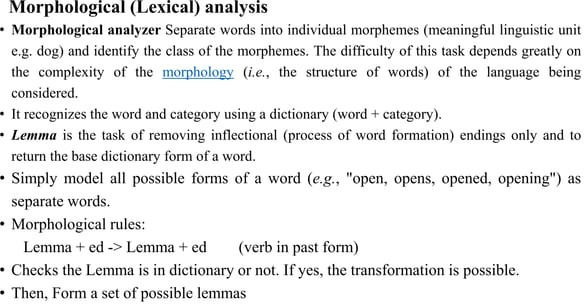 Morphological (Lexical) analysis
• Morphological analyzer Separate words into individual morphemes (meaningful linguistic unit
e.g. dog) and identify the class of the morphemes. The difficulty of this task depends greatly on
the complexity of the morphology (i.e., the structure of words) of the language being
considered.
• It recognizes the word and category using a dictionary (word + category).
• Lemma is the task of removing inflectional (process of word formation) endings only and to
return the base dictionary form of a word.
• Simply model all possible forms of a word (e.g., "open, opens, opened, opening") as
separate words.
• Morphological rules:
Lemma + ed -> Lemma + ed (verb in past form)
• Checks the Lemma is in dictionary or not. If yes, the transformation is possible.
• Then, Form a set of possible lemmas